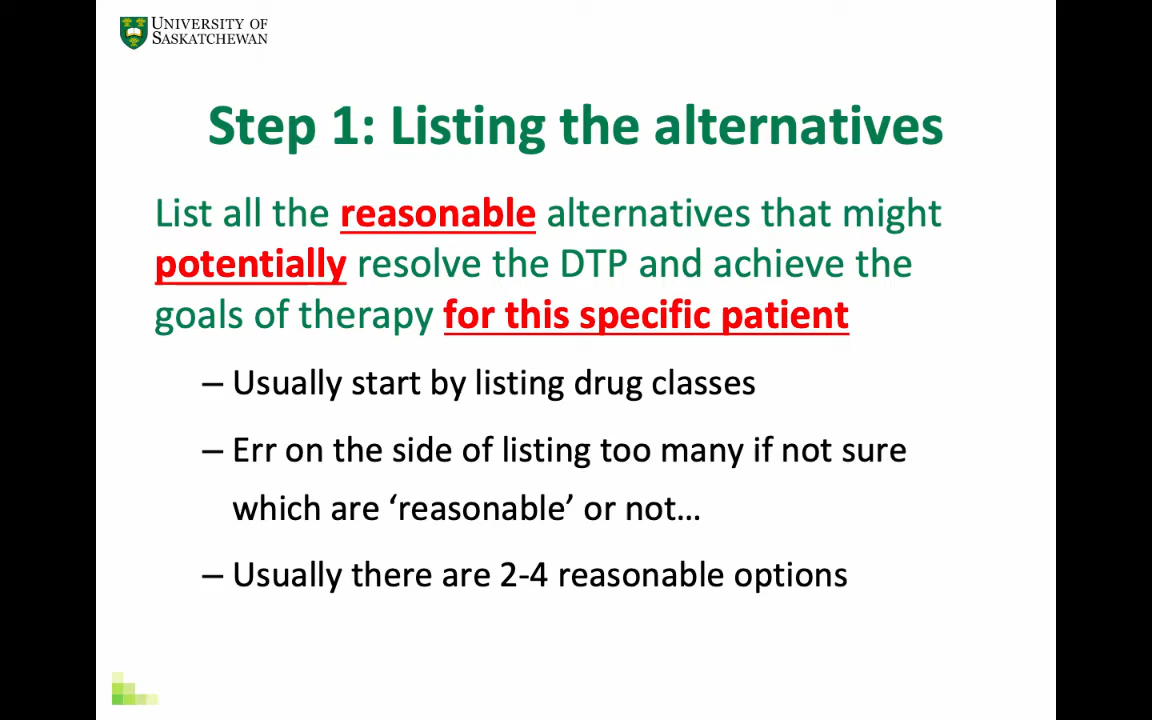 UNIVERSITY OF
SASKATCHEWAN
Step 1: Listing the alternatives
List all the reasonable alternatives that might
potentially resolve the DTP and achieve the
goals of therapy for this specific patient
– Usually start by listing drug classes
– Err on the side of listing too many if not sure
which are ‘reasonable’ or not…
– Usually there are 2-4 reasonable options